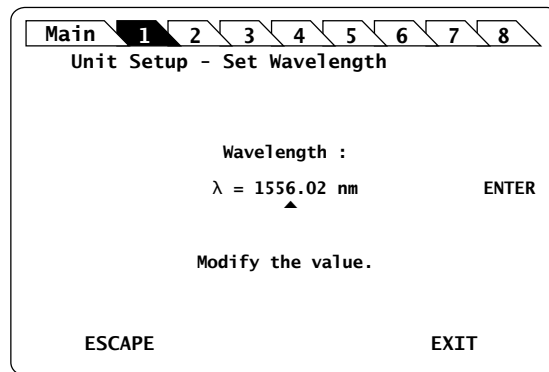 Main 1 2 3 4 5 6 7 8
Unit Setup - Set Wavelength
Wavelength :
λ = 1556.02 nm ENTER
Modify the value.
ESCAPE EXIT